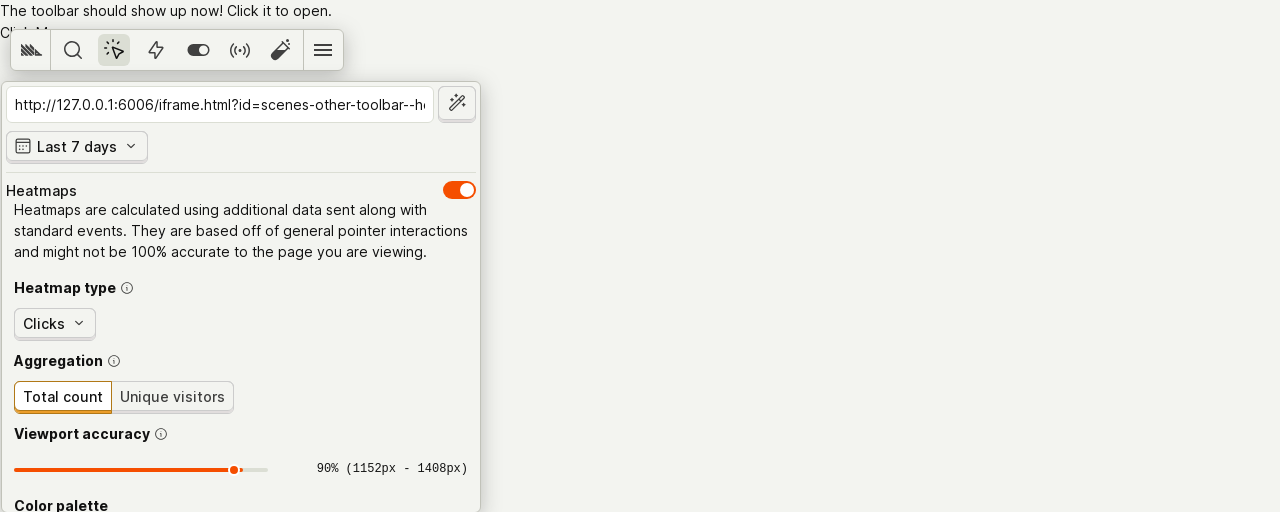 The toolbar should show up now! Click it to open.
http://127.0.0.1:6006/iframe.html?id=scenes-other-toolbar--he
Last 7 days
Heatmaps
Heatmaps are calculated using additional data sent along with
standard events. They are based off of general pointer interactions
and might not be 100% accurate to the page you are viewing.
Heatmap type
Clicks
Aggregation
Total count Unique visitors
Viewport accuracy
90% (1152px - 1408px)
Color palette